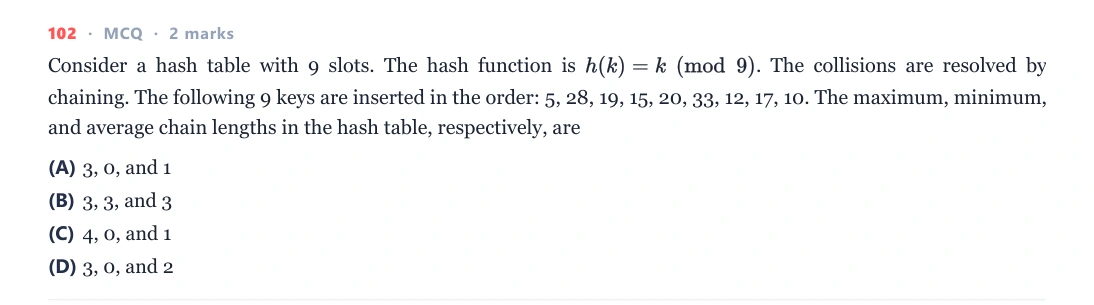 102 · MCQ · 2 marks
Consider a hash table with 9 slots. The hash function is h(k) = k (mod 9). The collisions are resolved by
chaining. The following 9 keys are inserted in the order: 5, 28, 19, 15, 20, 33, 12, 17, 10. The maximum, minimum,
and average chain lengths in the hash table, respectively, are
(A) 3, 0, and 1
(B) 3, 3, and 3
(C) 4, 0, and 1
(D) 3, 0, and 2